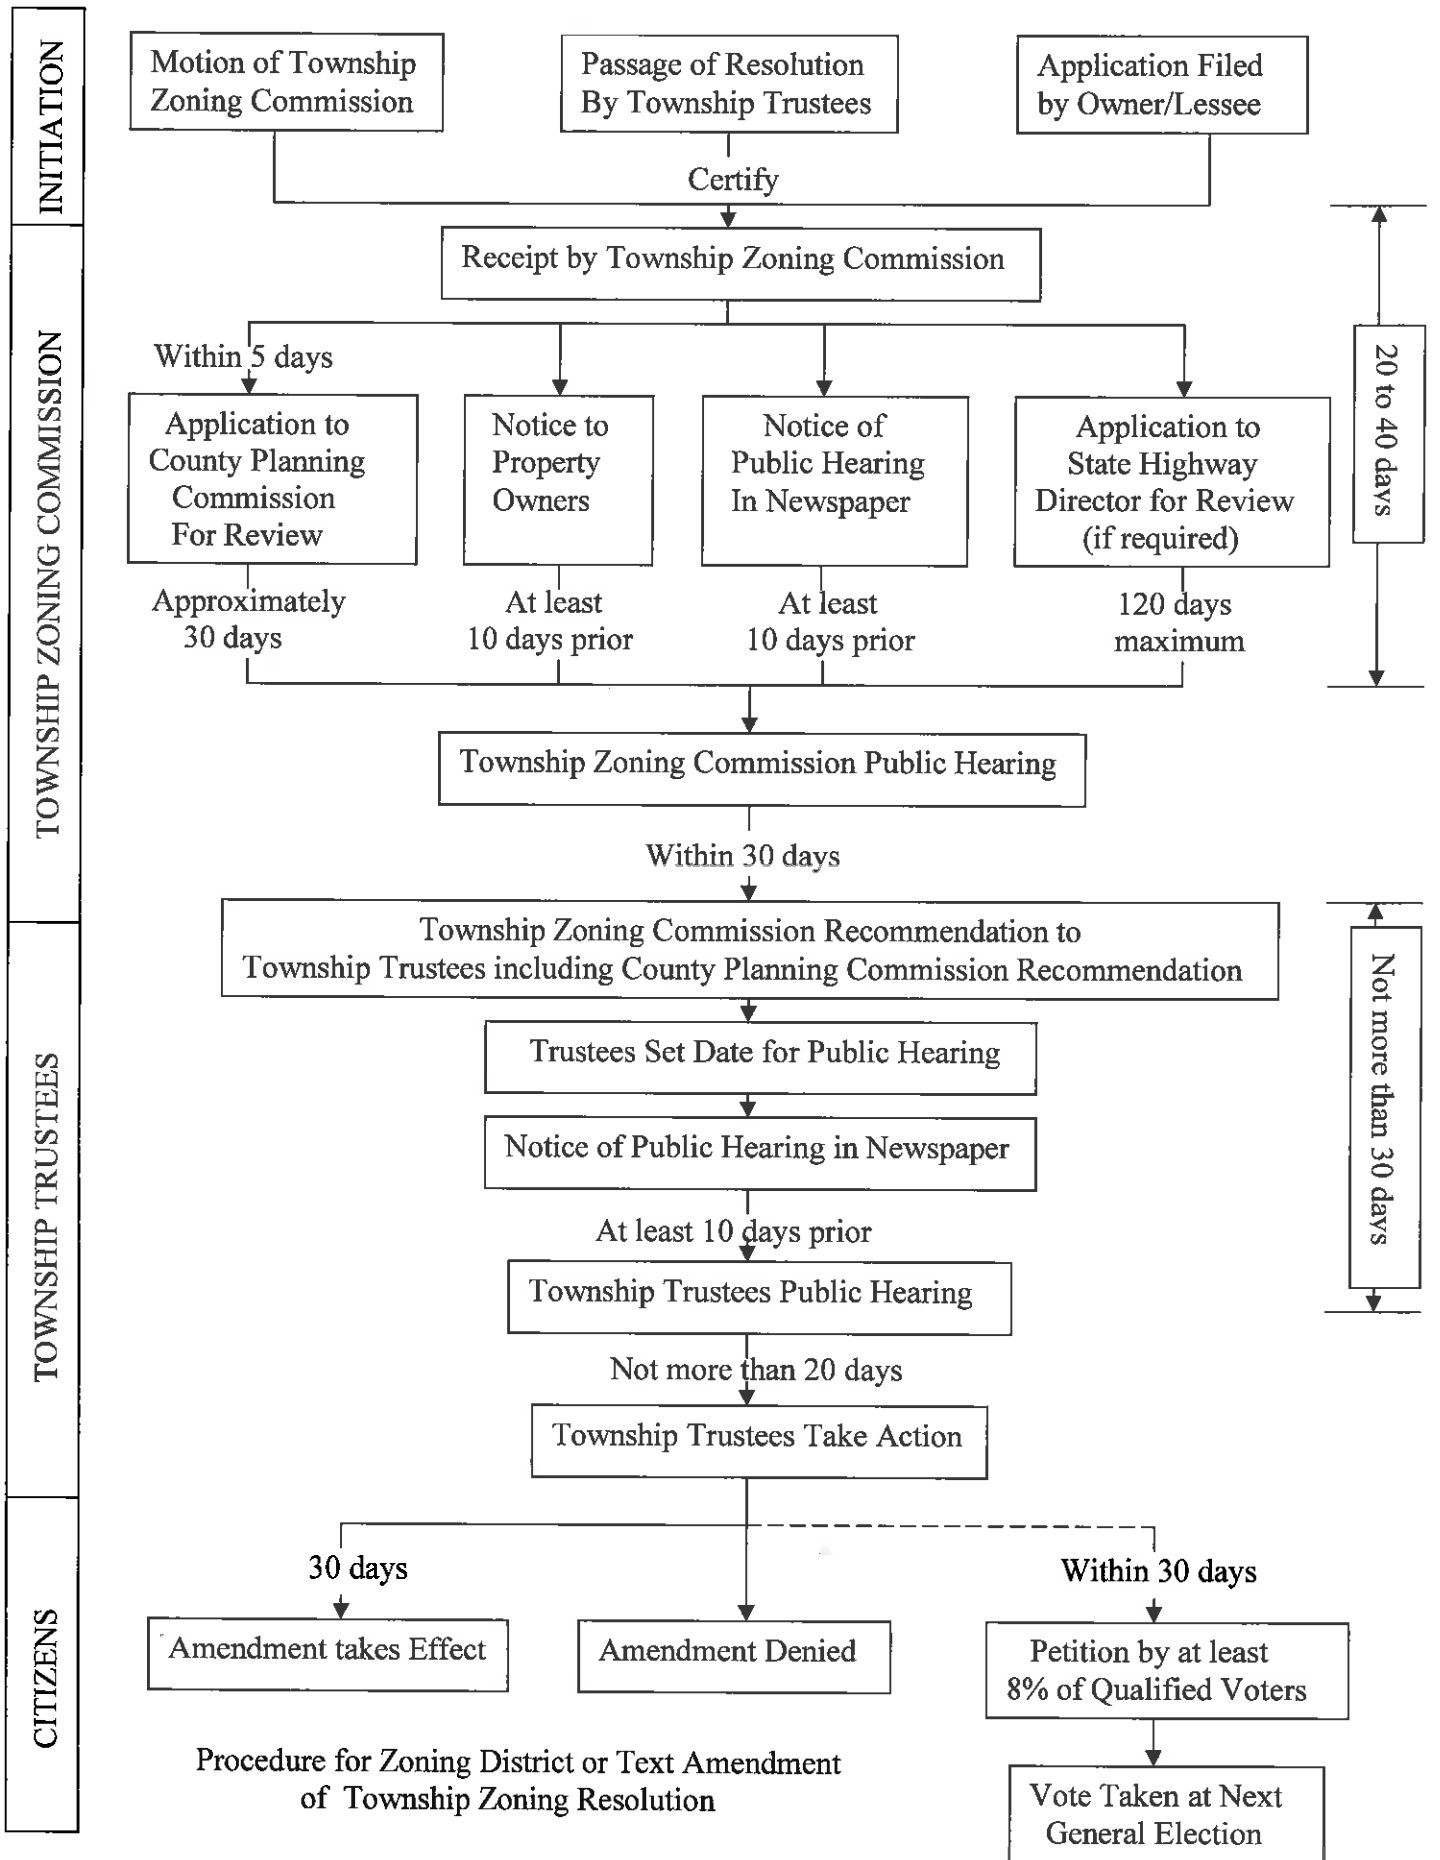 INITIATION
Motion of Township
Zoning Commission
Passage of Resolution
By Township Trustees
Application Filed
by Owner/Lessee
Certify
TOWNSHIP ZONING COMMISSION
Receipt by Township Zoning Commission
Within 5 days
Application to
County Planning
Commission
For Review
Notice to
Property
Owners
Notice of
Public Hearing
In Newspaper
Application to
State Highway
Director for Review
(if required)
20 to 40 days
Approximately
30 days
At least
10 days prior
At least
10 days prior
120 days
maximum
Township Zoning Commission Public Hearing
Within 30 days
TOWNSHIP TRUSTEES
Township Zoning Commission Recommendation to
Township Trustees including County Planning Commission Recommendation
Trustees Set Date for Public Hearing
Notice of Public Hearing in Newspaper
At least 10 days prior
Not more than 30 days
Township Trustees Public Hearing
Not more than 20 days
Township Trustees Take Action
CITIZENS
30 days
Within 30 days
Amendment takes Effect
Amendment Denied
Petition by at least
8% of Qualified Voters
Procedure for Zoning District or Text Amendment
of Township Zoning Resolution
Vote Taken at Next
General Election